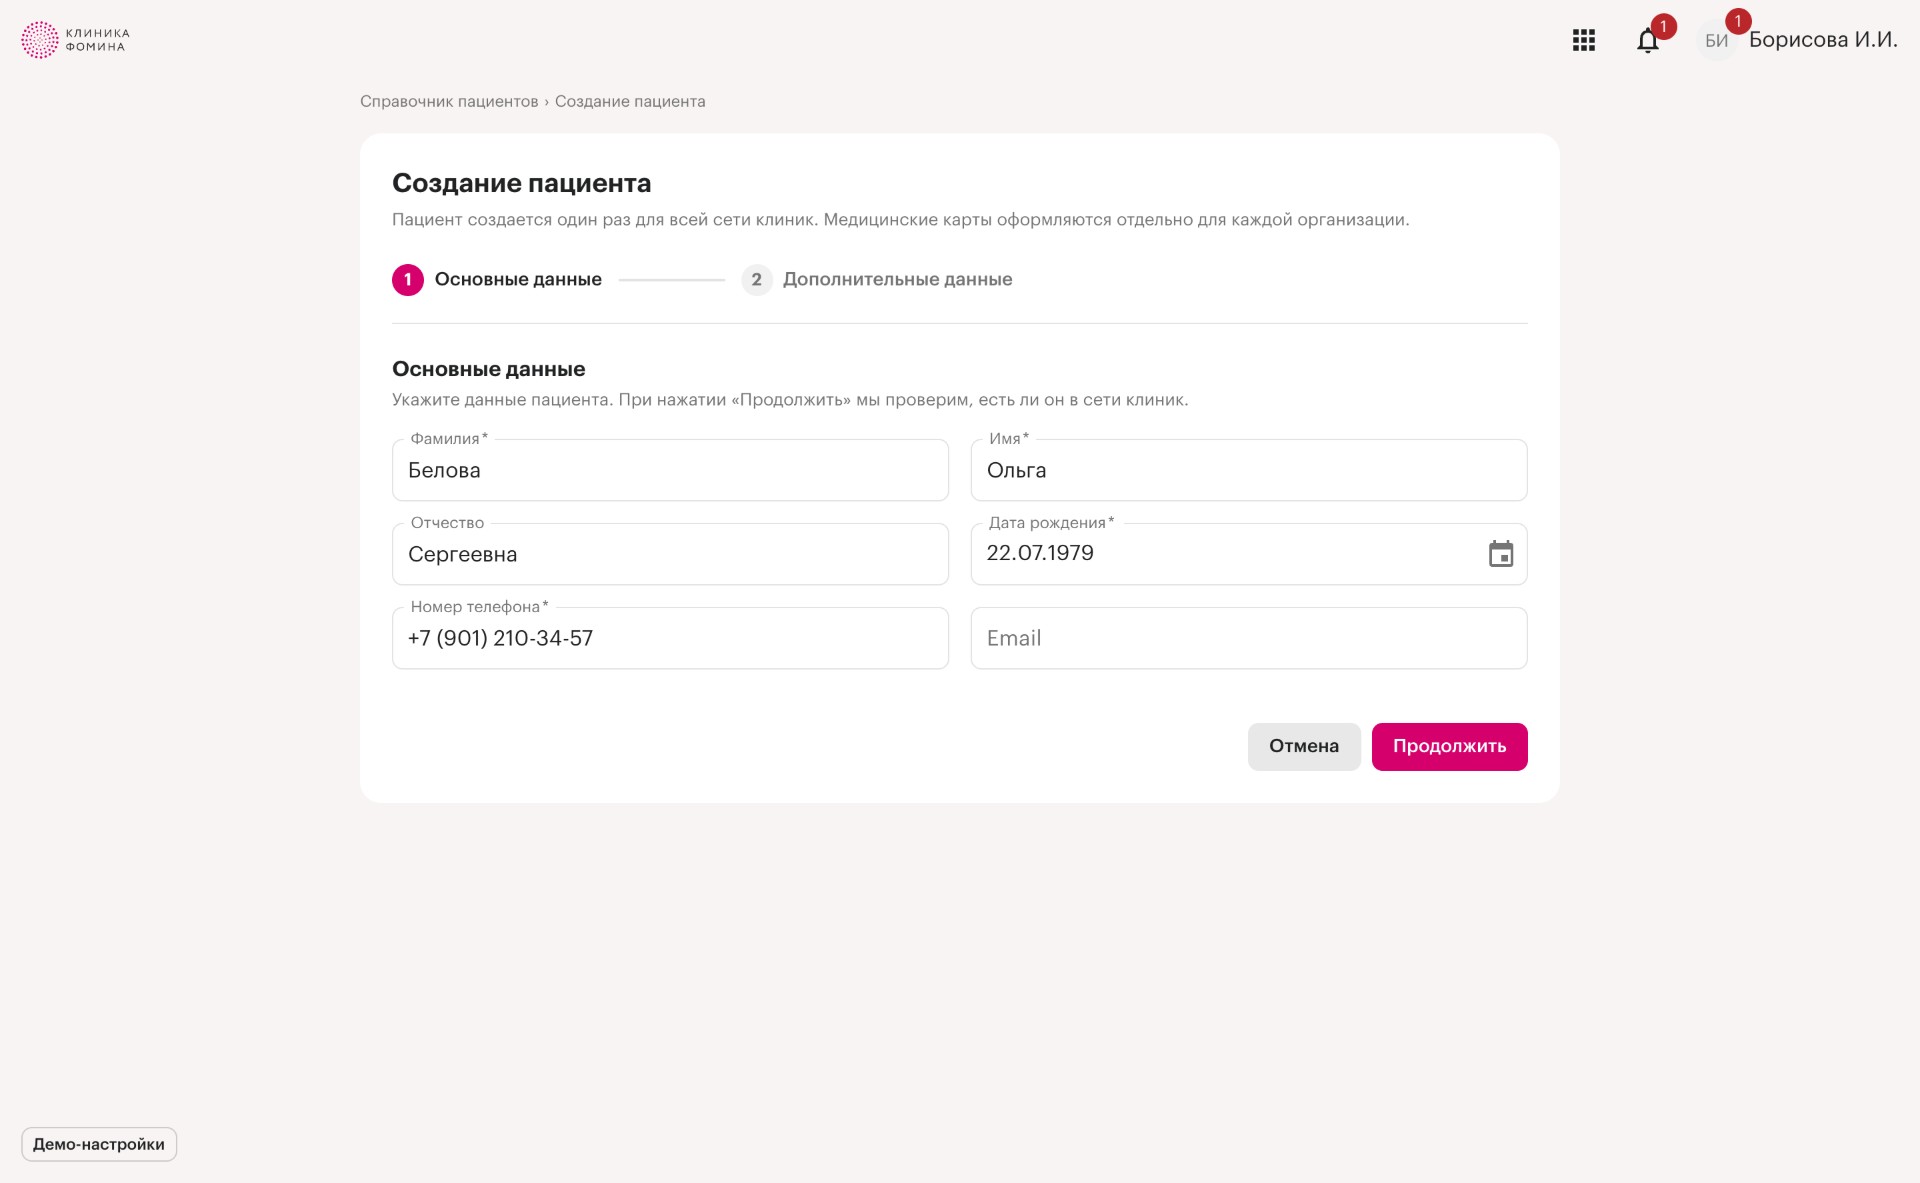 КЛИНИКА
ФОМИНА
1
БИ
1
Борисова И.И.
Справочник пациентов › Создание пациента
Создание пациента
Пациент создается один раз для всей сети клиник. Медицинские карты оформляются отдельно для каждой организации.
1 Основные данные
2 Дополнительные данные
Основные данные
Укажите данные пациента. При нажатии «Продолжить» мы проверим, есть ли он в сети клиник.
Фамилия*
Белова
Имя*
Ольга
Отчество
Сергеевна
Дата рождения*
22.07.1979
Номер телефона*
+7 (901) 210-34-57
Email
Отмена
Продолжить
Демо-настройки